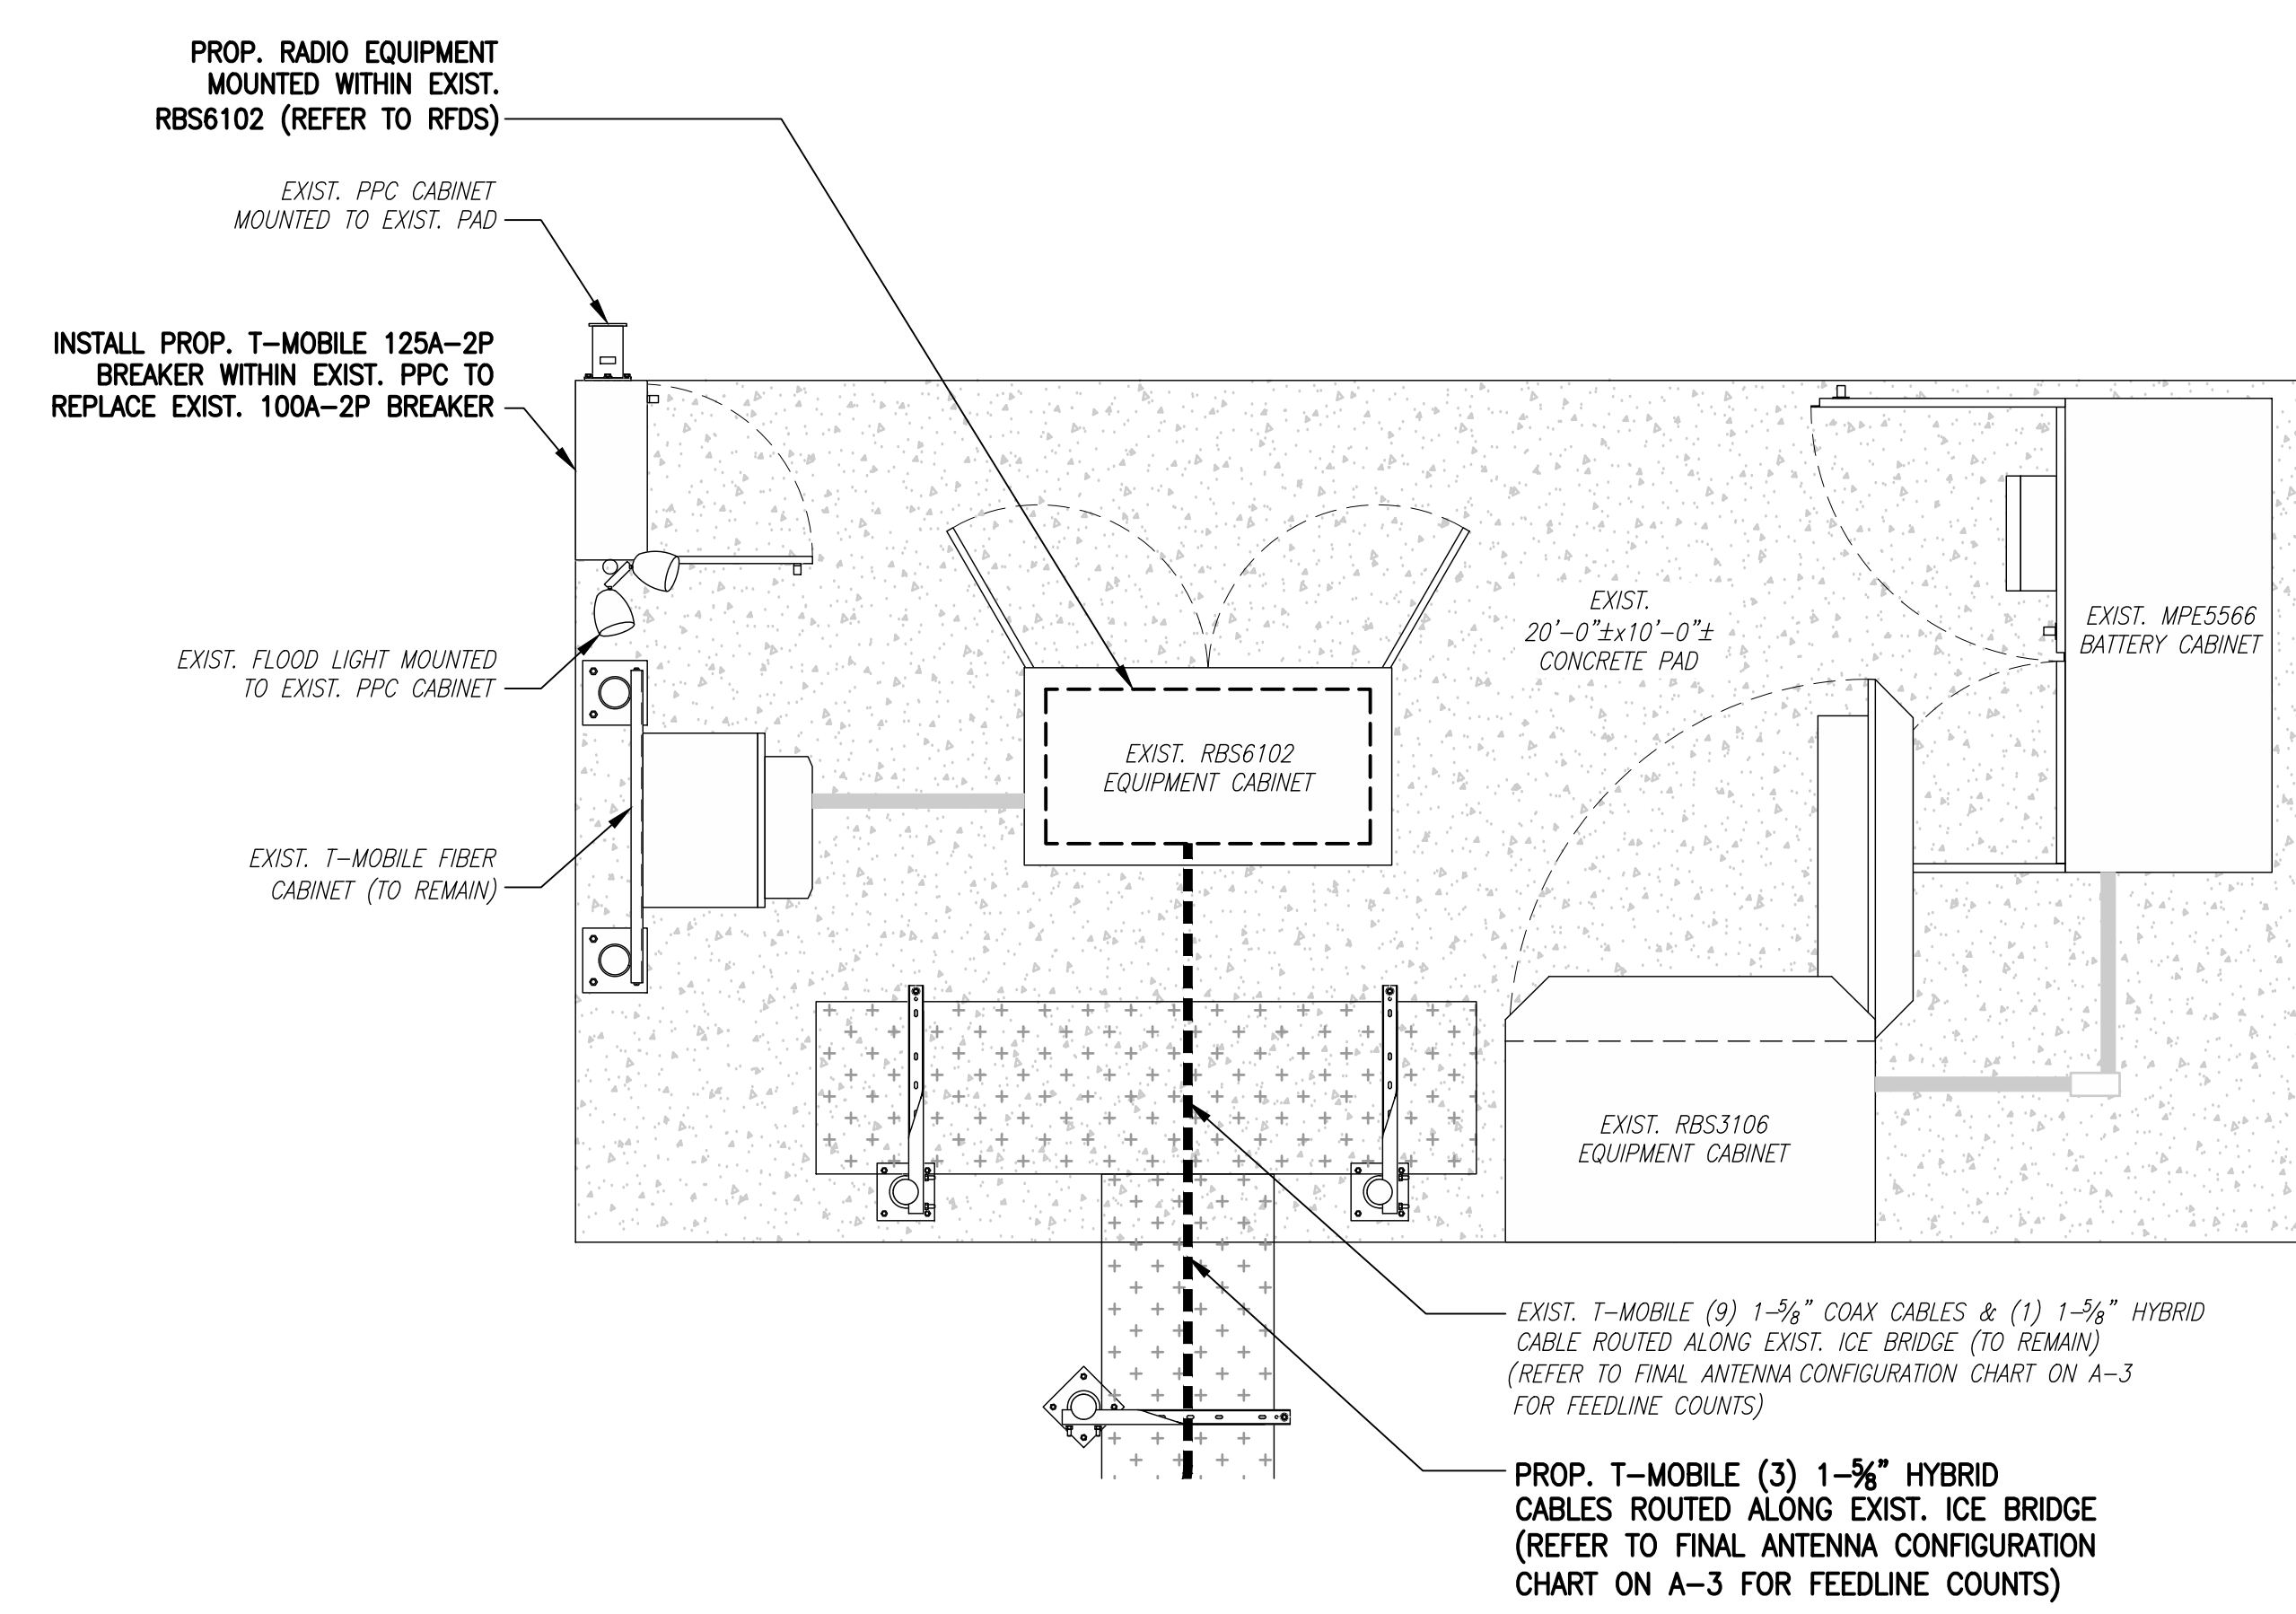 PROP. RADIO EQUIPMENT
MOUNTED WITHIN EXIST.
RBS6102 (REFER TO RFDS)
EXIST. PPC CABINET
MOUNTED TO EXIST. PAD
INSTALL PROP. T-MOBILE 125A-2P
BREAKER WITHIN EXIST. PPC TO
REPLACE EXIST. 100A-2P BREAKER
EXIST. FLOOD LIGHT MOUNTED
TO EXIST. PPC CABINET
EXIST. T-MOBILE FIBER
CABINET (TO REMAIN)
EXIST. RBS6102
EQUIPMENT CABINET
EXIST.
20'-0"±x10'-0"±
CONCRETE PAD
EXIST. MPE5566
BATTERY CABINET
EXIST. RBS3106
EQUIPMENT CABINET
EXIST. T-MOBILE (9) 1-5/8" COAX CABLES & (1) 1-5/8" HYBRID
CABLE ROUTED ALONG EXIST. ICE BRIDGE (TO REMAIN)
(REFER TO FINAL ANTENNA CONFIGURATION CHART ON A-3
FOR FEEDLINE COUNTS)
PROP. T-MOBILE (3) 1-5/8" HYBRID
CABLES ROUTED ALONG EXIST. ICE BRIDGE
(REFER TO FINAL ANTENNA CONFIGURATION
CHART ON A-3 FOR FEEDLINE COUNTS)